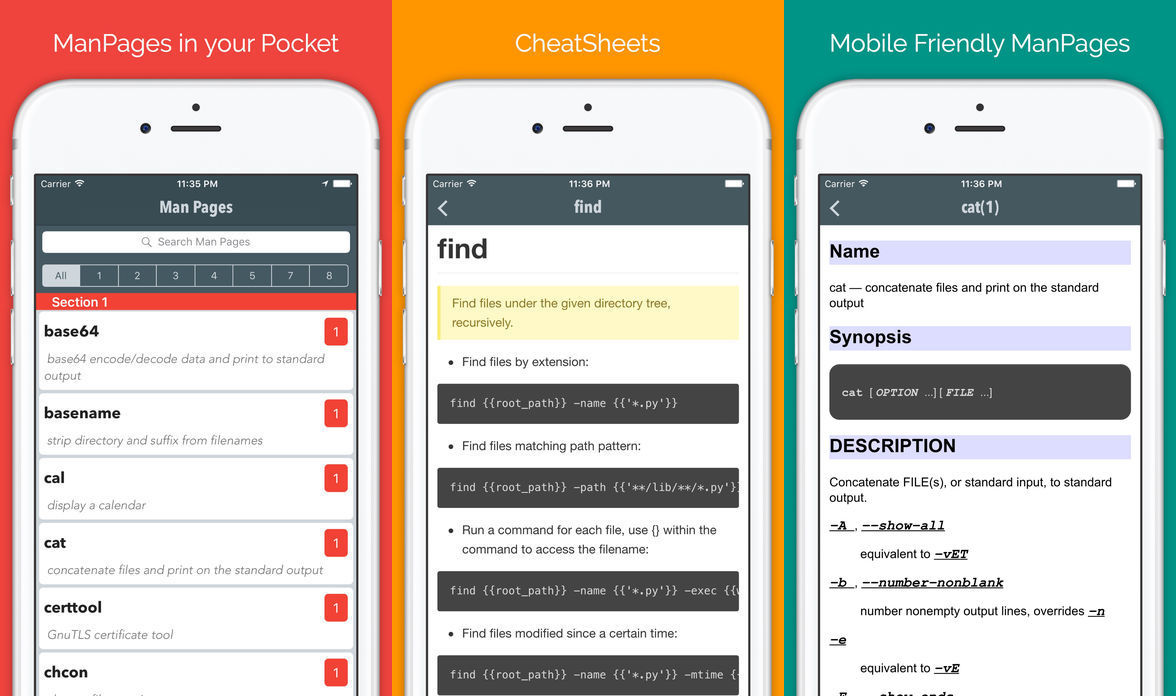 ManPages in your Pocket
Carrier
11:35 PM
Man Pages
Search Man Pages
All 1 2 3 4 5 7 8
Section 1
base64
1
base64 encode/decode data and print to standard
output
basename
1
strip directory and suffix from filenames
cal
1
display a calendar
cat
1
concatenate files and print on the standard output
certtool
1
GnuTLS certificate tool
chcon
1
CheatSheets
Carrier
11:36 PM
find
find
Find files under the given directory tree,
recursively.
• Find files by extension:
find {{root_path}} -name {{'*.py'}}
• Find files matching path pattern:
find {{root_path}} -path {{'**/lib/**/*.py'}}
• Run a command for each file, use {} within the
command to access the filename:
find {{root_path}} -name {{'*.py'}} -exec {{
• Find files modified since a certain time:
find {{root_path}} -name {{'*.py'}} -mtime {
Mobile Friendly ManPages
Carrier
11:36 PM
cat(1)
Name
cat — concatenate files and print on the standard
output
Synopsis
cat [OPTION …] [FILE …]
DESCRIPTION
Concatenate FILE(s), or standard input, to standard
output.
-A , --show-all
equivalent to -vET
-b , --number-nonblank
number nonempty output lines, overrides -n
-e
equivalent to -vE